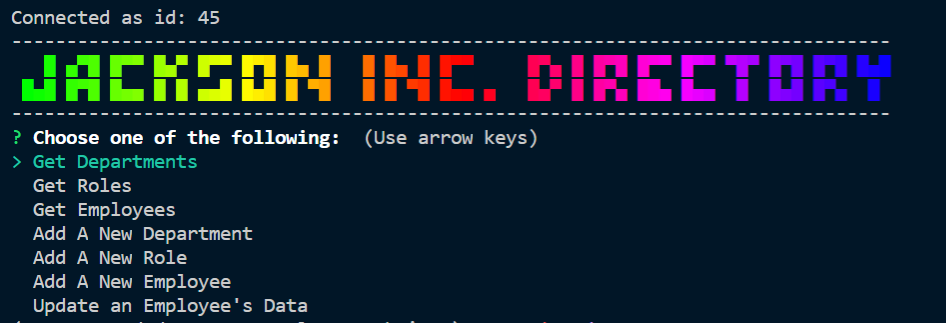 Connected as id: 45
--------------------------------------------------------------------------------
JACKSON INC. DIRECTORY
--------------------------------------------------------------------------------
? Choose one of the following:  (Use arrow keys)
> Get Departments
Get Roles
Get Employees
Add A New Department
Add A New Role
Add A New Employee
Update an Employee's Data